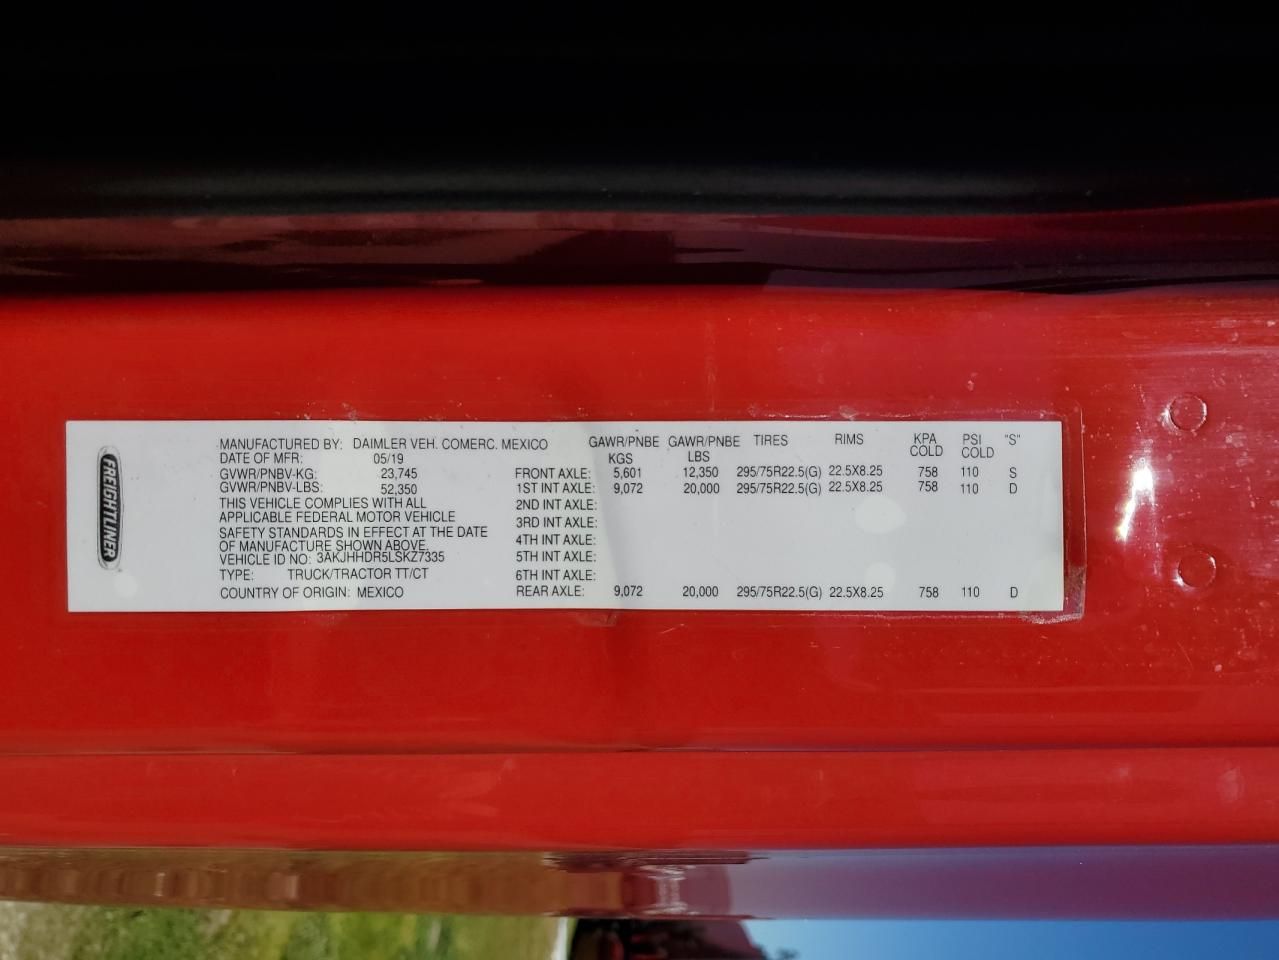 FREIGHTLINER
MANUFACTURED BY: DAIMLER VEH. COMERC. MEXICO
DATE OF MFR: 05/19
GVWR/PNBV-KG: 23,745
GVWR/PNBV-LBS: 52,350
THIS VEHICLE COMPLIES WITH ALL
APPLICABLE FEDERAL MOTOR VEHICLE
SAFETY STANDARDS IN EFFECT AT THE DATE
OF MANUFACTURE SHOWN ABOVE.
VEHICLE ID NO: 3AKJHHDR5LSKZ7335
TYPE: TRUCK/TRACTOR TT/CT
COUNTRY OF ORIGIN: MEXICO
GAWR/PNBE GAWR/PNBE TIRES RIMS KPA PSI "S"
KGS LBS COLD COLD
FRONT AXLE: 5,601 12,350 295/75R22.5(G) 22.5X8.25 758 110 S
1ST INT AXLE: 9,072 20,000 295/75R22.5(G) 22.5X8.25 758 110 D
2ND INT AXLE:
3RD INT AXLE:
4TH INT AXLE:
5TH INT AXLE:
6TH INT AXLE:
REAR AXLE: 9,072 20,000 295/75R22.5(G) 22.5X8.25 758 110 D